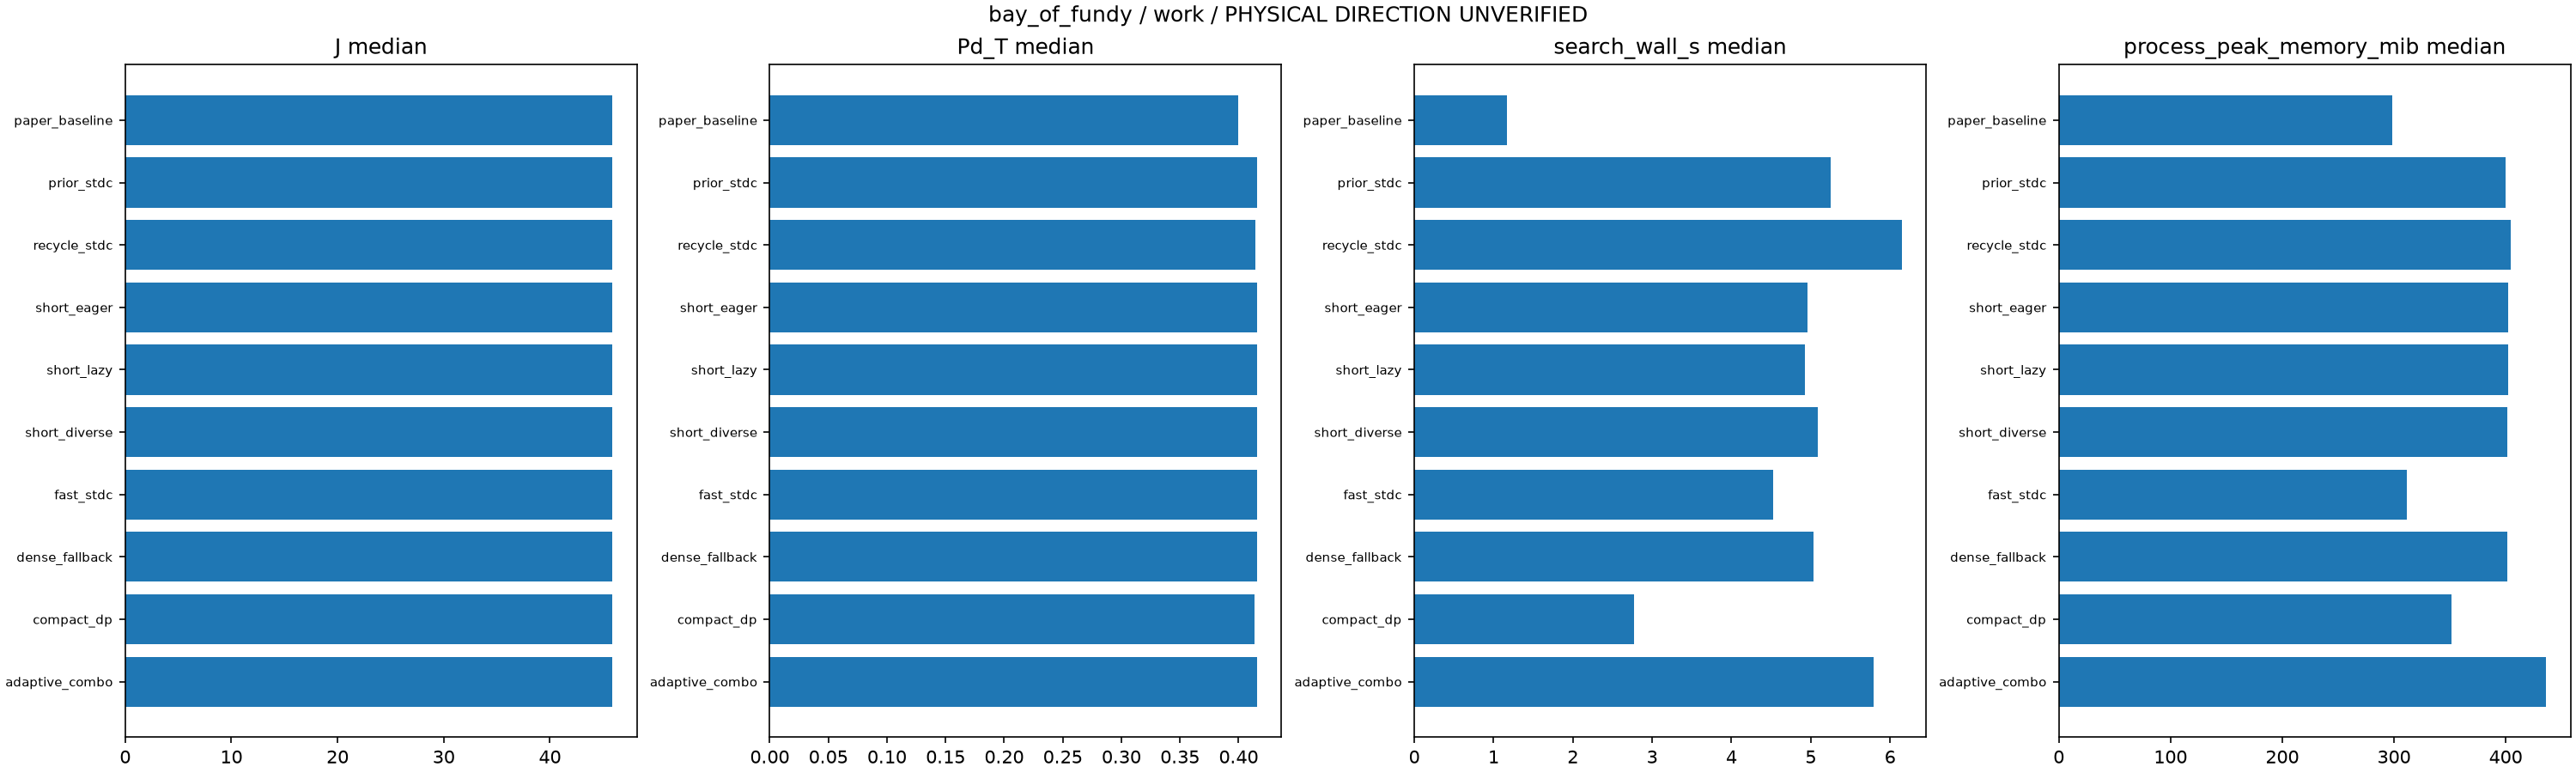 bay_of_fundy / work / PHYSICAL DIRECTION UNVERIFIED
J median
paper_baseline
prior_stdc
recycle_stdc
short_eager
short_lazy
short_diverse
fast_stdc
dense_fallback
compact_dp
adaptive_combo
0 10 20 30 40
Pd_T median
paper_baseline
prior_stdc
recycle_stdc
short_eager
short_lazy
short_diverse
fast_stdc
dense_fallback
compact_dp
adaptive_combo
0.00 0.05 0.10 0.15 0.20 0.25 0.30 0.35 0.40
search_wall_s median
paper_baseline
prior_stdc
recycle_stdc
short_eager
short_lazy
short_diverse
fast_stdc
dense_fallback
compact_dp
adaptive_combo
0 1 2 3 4 5 6
process_peak_memory_mib median
paper_baseline
prior_stdc
recycle_stdc
short_eager
short_lazy
short_diverse
fast_stdc
dense_fallback
compact_dp
adaptive_combo
0 100 200 300 400